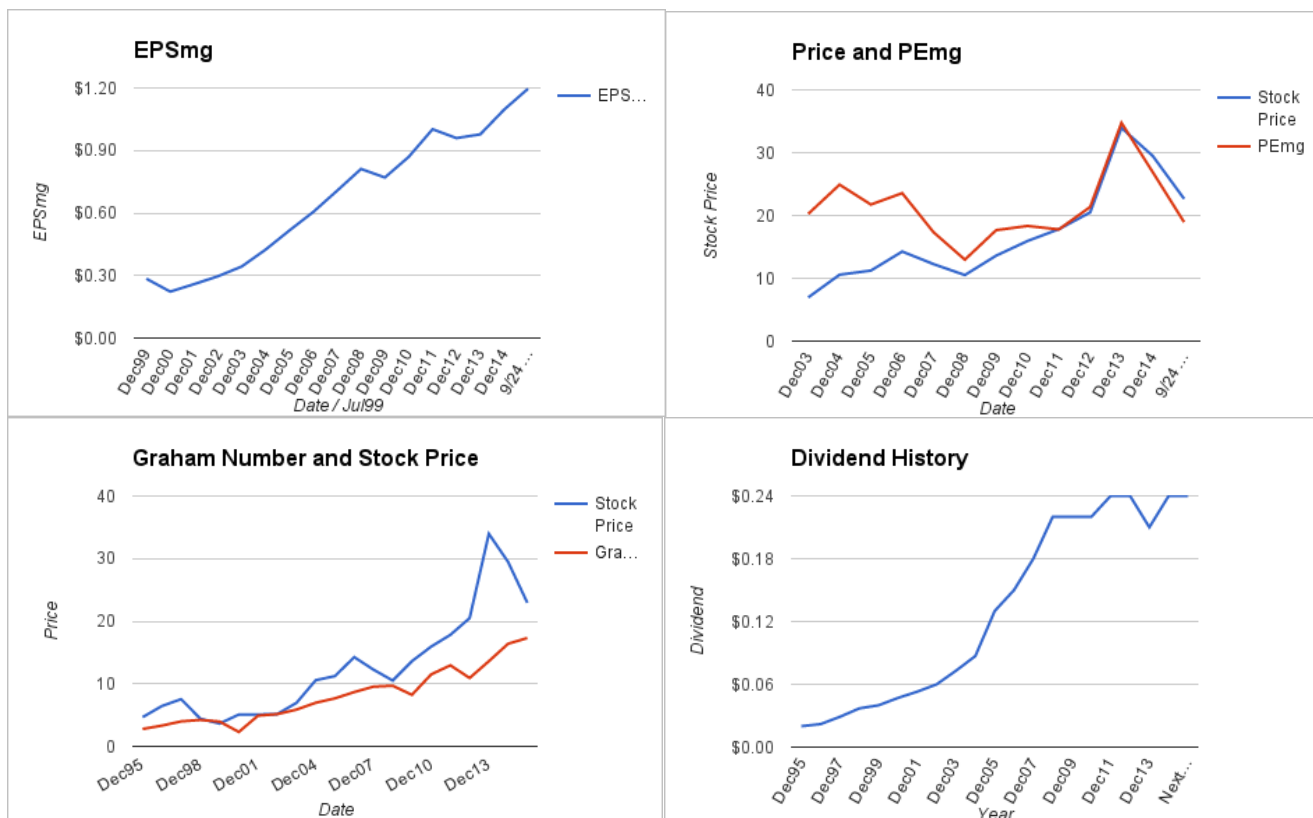 EPSmg
$1.20
$0.90
$0.60
$0.30
$0.00
EPSmg
EPS...
Dec99
Dec00
Dec01
Dec02
Dec03
Dec04
Dec05
Dec06
Dec07
Dec08
Dec09
Dec10
Dec11
Dec12
Dec13
Dec14
9/24 ...
Date / Jul99
Price and PEmg
40
30
20
10
0
Stock Price
Stock
Price
PEmg
Dec03
Dec04
Dec05
Dec06
Dec07
Dec08
Dec09
Dec10
Dec11
Dec12
Dec13
Dec14
9/24 ...
Date
Graham Number and Stock Price
40
30
20
10
0
Price
Stock
Price
Gra...
Dec95
Dec98
Dec01
Dec04
Dec07
Dec10
Dec13
Date
Dividend History
$0.24
$0.18
$0.12
$0.06
$0.00
Dividend
Dec95
Dec97
Dec99
Dec01
Dec03
Dec05
Dec07
Dec09
Dec11
Dec13
Next...
Year